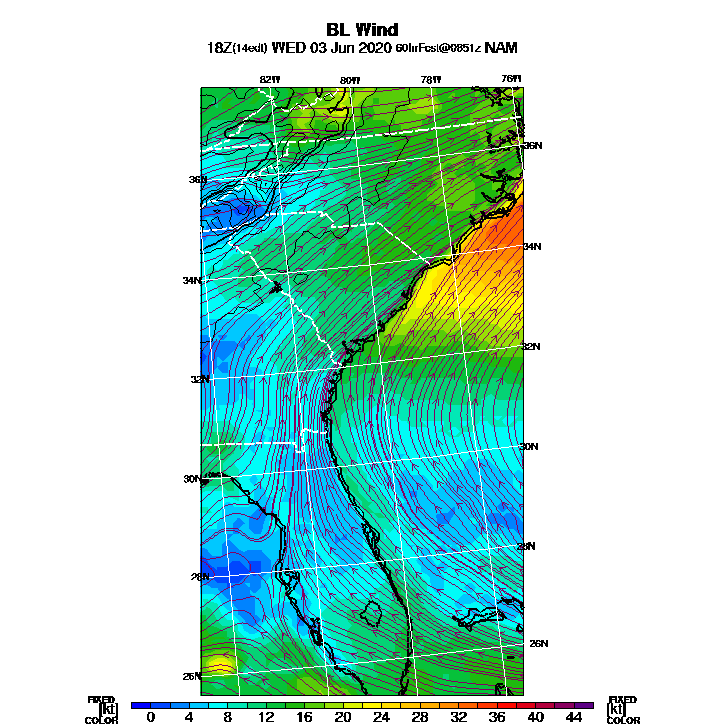 BL Wind
18Z(14edt) WED 03 Jun 2020 60hrFcst@0851z NAM
82W 80W 78W 76W
36N 36N
34N 34N
32N 32N
30N 30N
28N 28N
26N 26N
FIXED FIXED
[kt] [kt]
COLOR COLOR
0 4 8 12 16 20 24 28 32 36 40 44